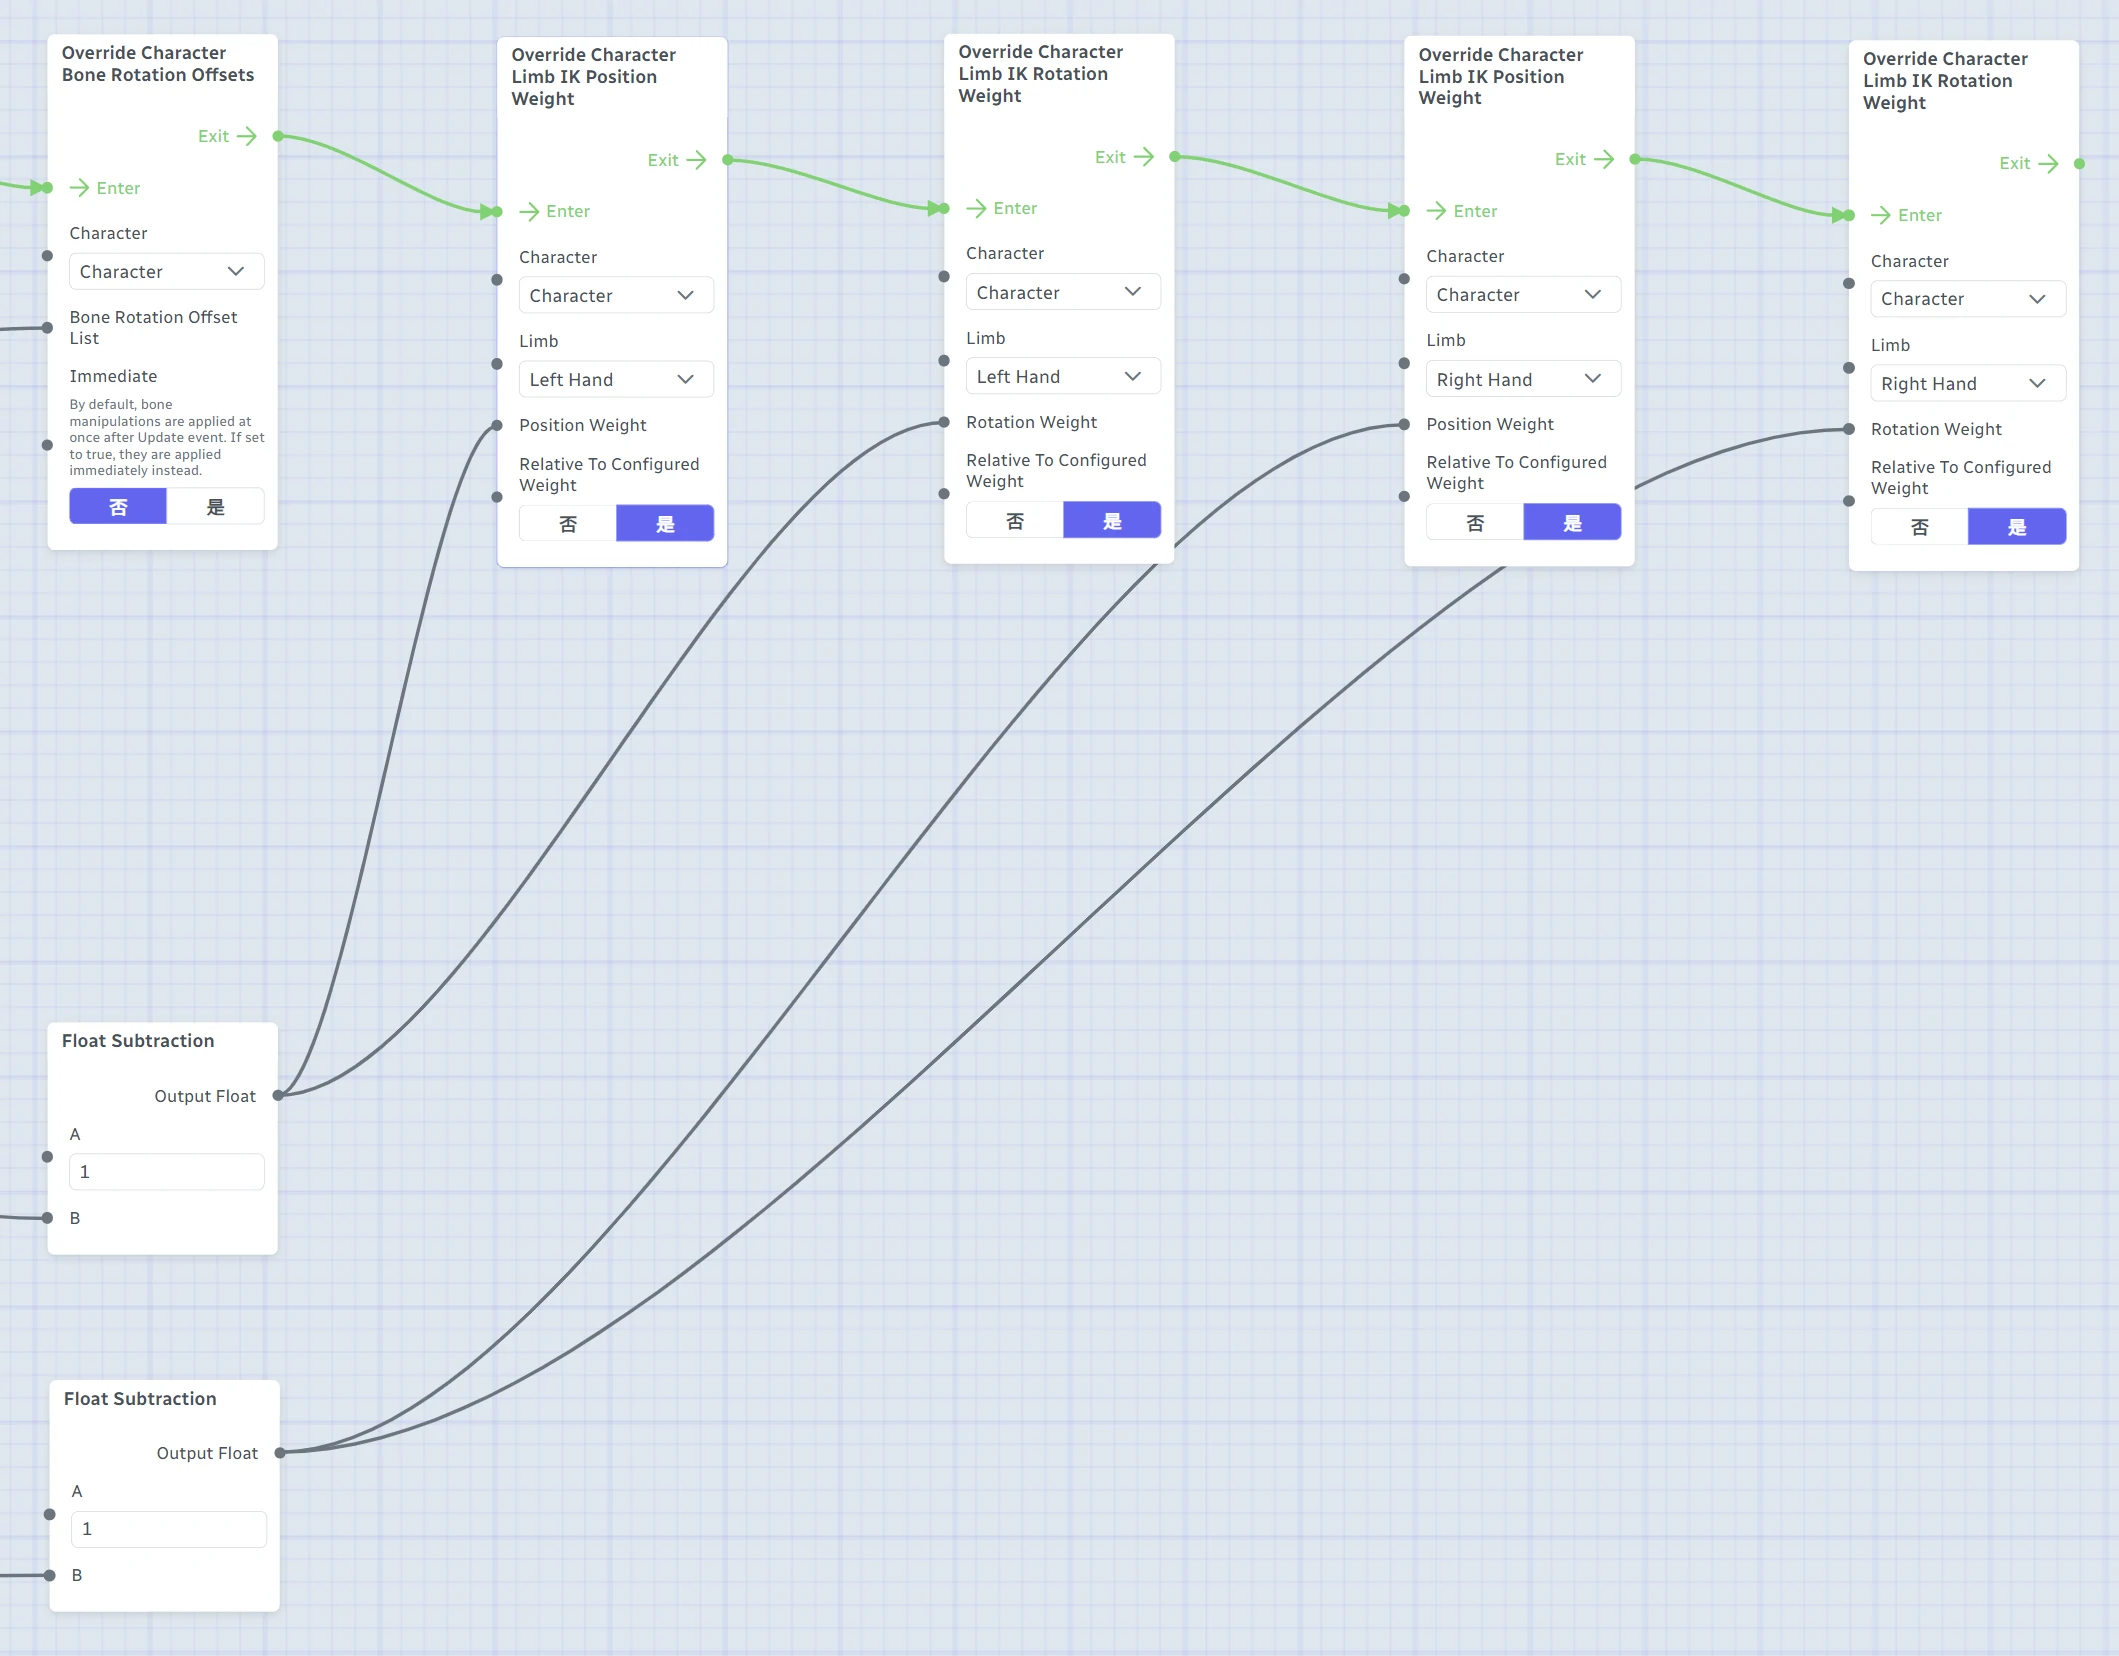 Override Character
Bone Rotation Offsets
Exit
Enter
Character
Character
Bone Rotation Offset
List
Immediate
By default, bone
manipulations are applied at
once after Update event. If set
to true, they are applied
immediately instead.
否 是
Override Character
Limb IK Position
Weight
Exit
Enter
Character
Character
Limb
Left Hand
Position Weight
Relative To Configured
Weight
否 是
Override Character
Limb IK Rotation
Weight
Exit
Enter
Character
Character
Limb
Left Hand
Rotation Weight
Relative To Configured
Weight
否 是
Override Character
Limb IK Position
Weight
Exit
Enter
Character
Character
Limb
Right Hand
Position Weight
Relative To Configured
Weight
否 是
Override Character
Limb IK Rotation
Weight
Exit
Enter
Character
Character
Limb
Right Hand
Rotation Weight
Relative To Configured
Weight
否 是
Float Subtraction
Output Float
A
1
B
Float Subtraction
Output Float
A
1
B